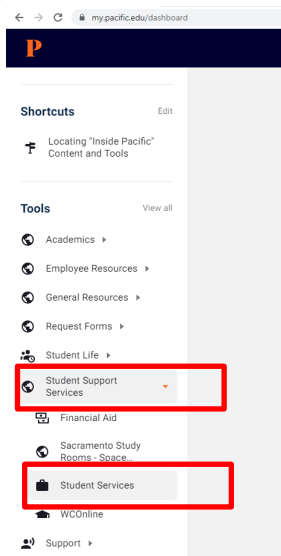 my.pacific.edu/dashboard
P
Shortcuts Edit
Locating "Inside Pacific"
Content and Tools
Tools View all
Academics
Employee Resources
General Resources
Request Forms
Student Life
Student Support
Services
Financial Aid
Sacramento Study
Rooms - Space...
Student Services
WCOnline
Support